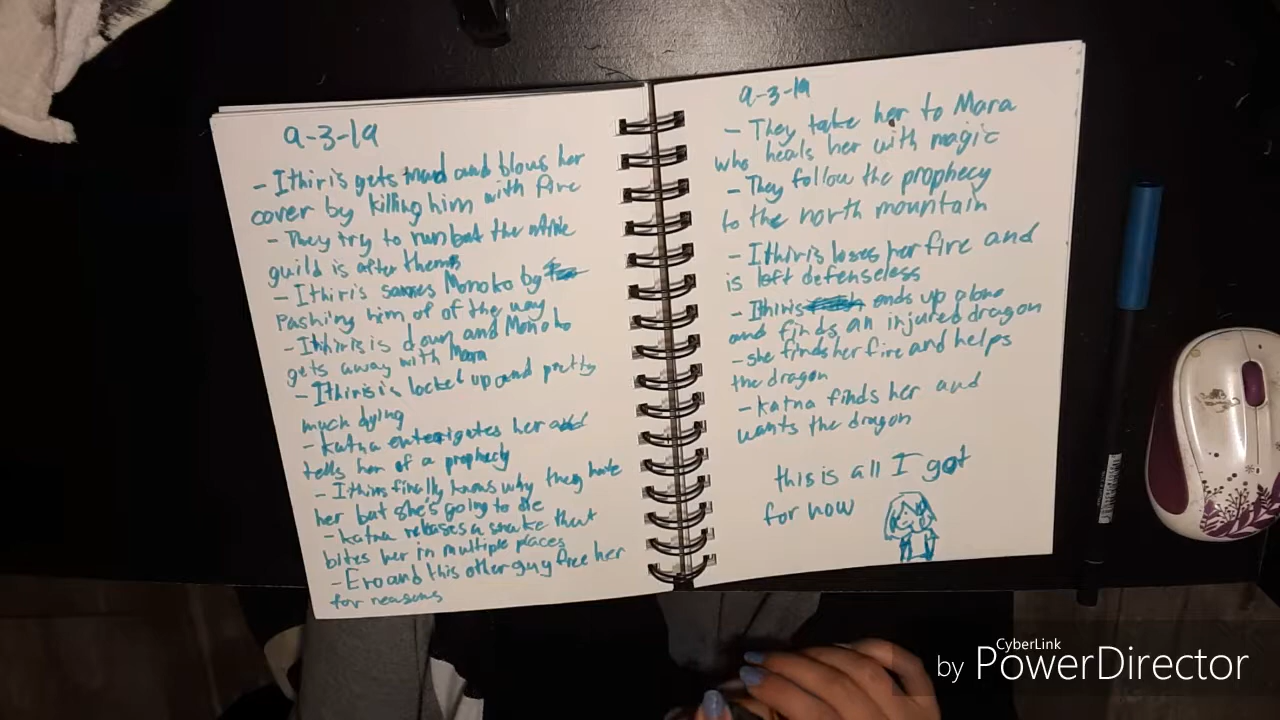 9-3-19
- Ithiris gets mad and blows her
cover by killing him with fire
- They try to run but the
guild is after them
- Ithiris Monoko by
him of of the way
- Ithiris is down and Monoko
gets away with Mara
- Ithiris is locked up and pretty
much dying
- Katna her and
tells her of a prophecy
- Ithiris finally knows why they hate
her but she's going to die
- Katna releases a snake that
bites her in multiple places
- Ero and this other guy free her
for reasons
9-3-19
- They take her to Mara
who heals her with magic
- They follow the prophecy
to the north mountain
- Ithiris loses her fire and
is left defenseless
- Ithiris ends up alone
and finds an injured dragon
- she finds her fire and helps
the dragon
- Katna finds her and
wants the dragon
this is all I got
for now
CyberLink
by PowerDirector